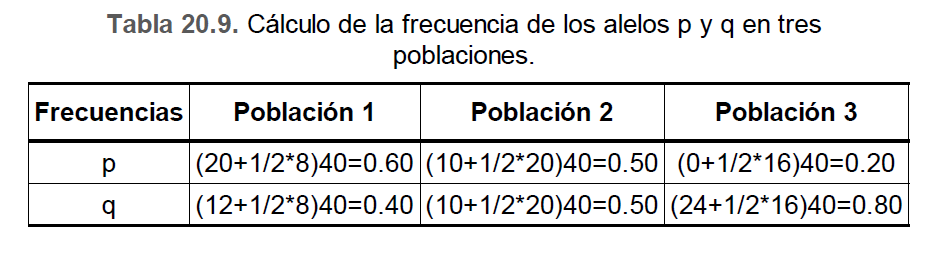 Tabla 20.9. Cálculo de la frecuencia de los alelos p y q en tres
poblaciones.
Frecuencias Población 1 Población 2 Población 3
p (20+1/2*8)40=0.60 (10+1/2*20)40=0.50 (0+1/2*16)40=0.20
q (12+1/2*8)40=0.40 (10+1/2*20)40=0.50 (24+1/2*16)40=0.80